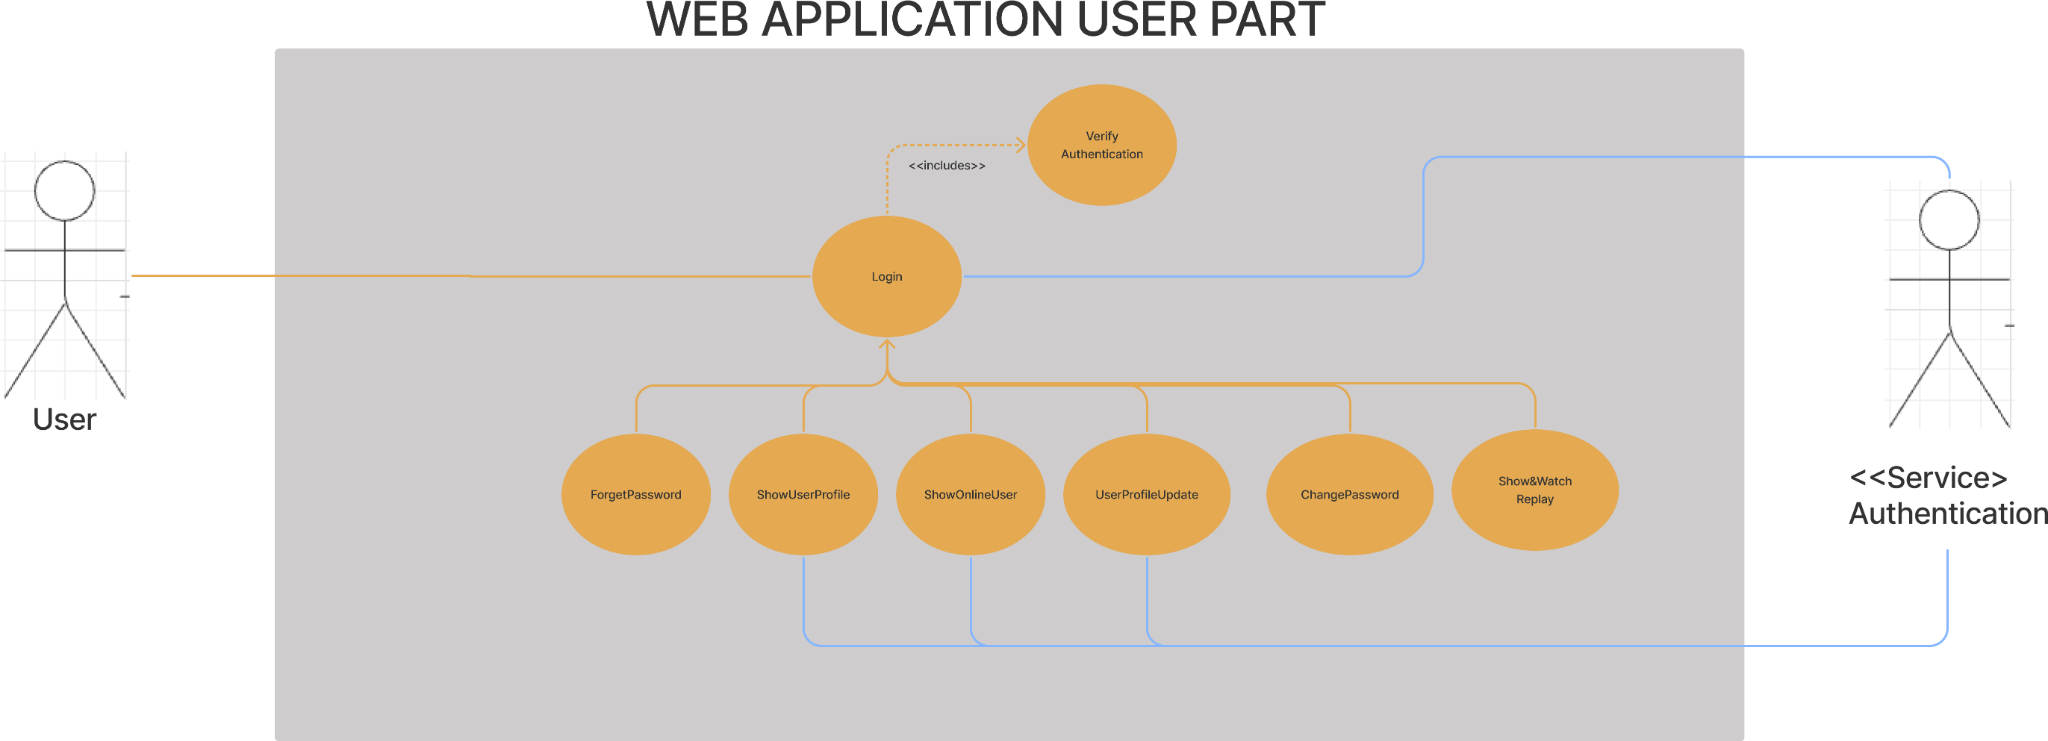 WEB APPLICATION USER PART
Verify
Authentication
<<includes>>
Login
User
ForgetPassword
ShowUserProfile
ShowOnlineUser
UserProfileUpdate
ChangePassword
Show&Watch
Replay
<<Service>
Authentication